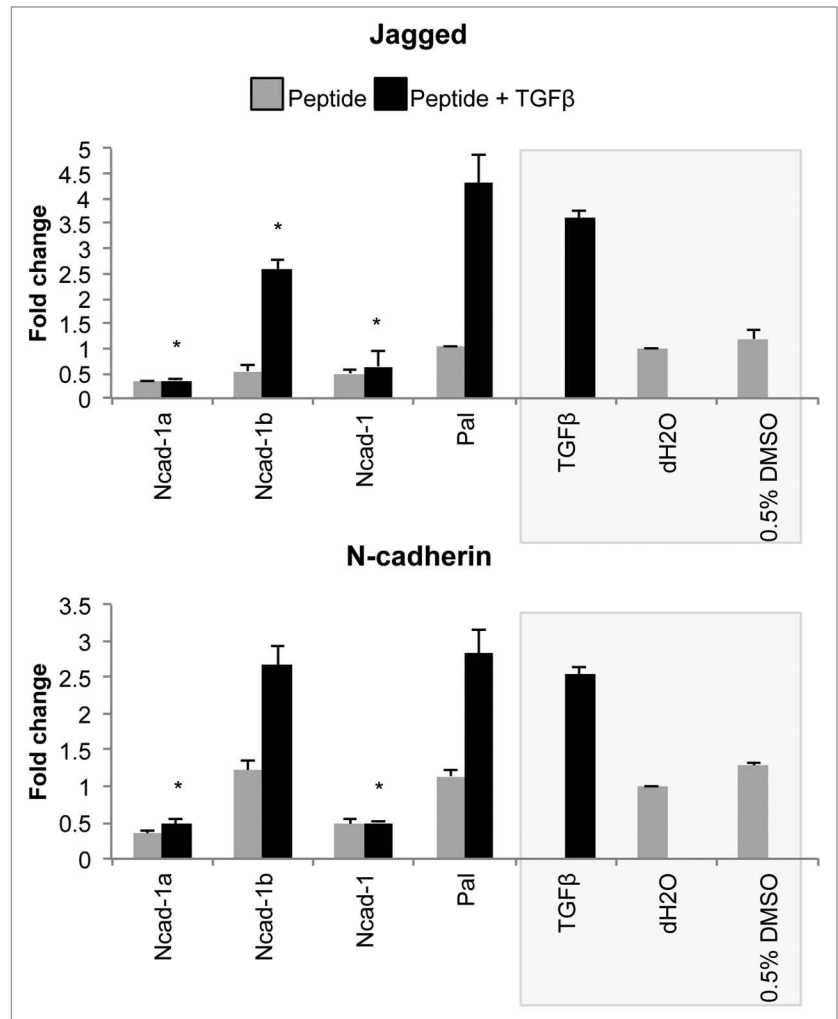 Jagged
Peptide Peptide + TGFβ
Fold change
5
4.5
4
3.5
3
2.5
2
1.5
1
0.5
0
*
*
*
Ncad-1a
Ncad-1b
Ncad-1
Pal
TGFβ
dH2O
0.5% DMSO
N-cadherin
Fold change
3.5
3
2.5
2
1.5
1
0.5
0
*
*
Ncad-1a
Ncad-1b
Ncad-1
Pal
TGFβ
dH2O
0.5% DMSO